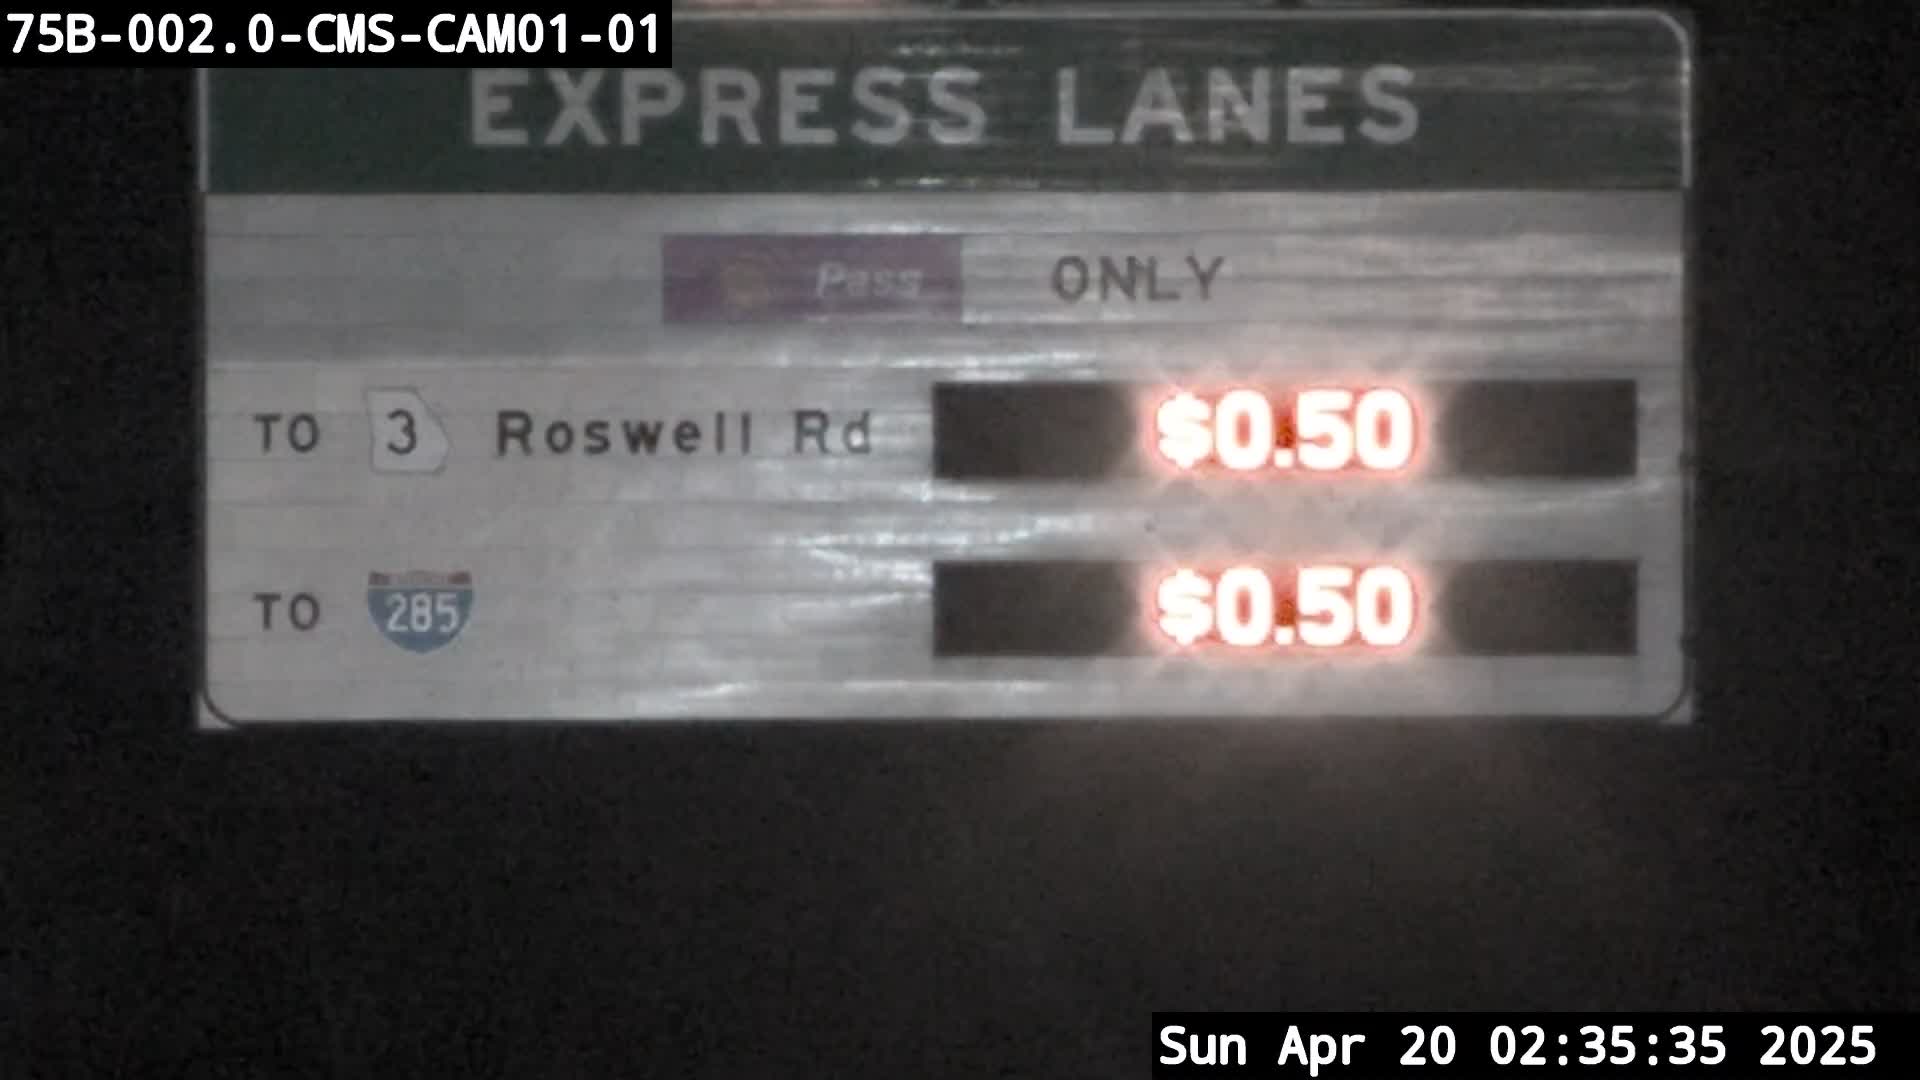 75B-002.0-CMS-CAM01-01
EXPRESS LANES
Pass ONLY
TO 3 Roswell Rd $0.50
TO 285 $0.50
Sun Apr 20 02:35:35 2025